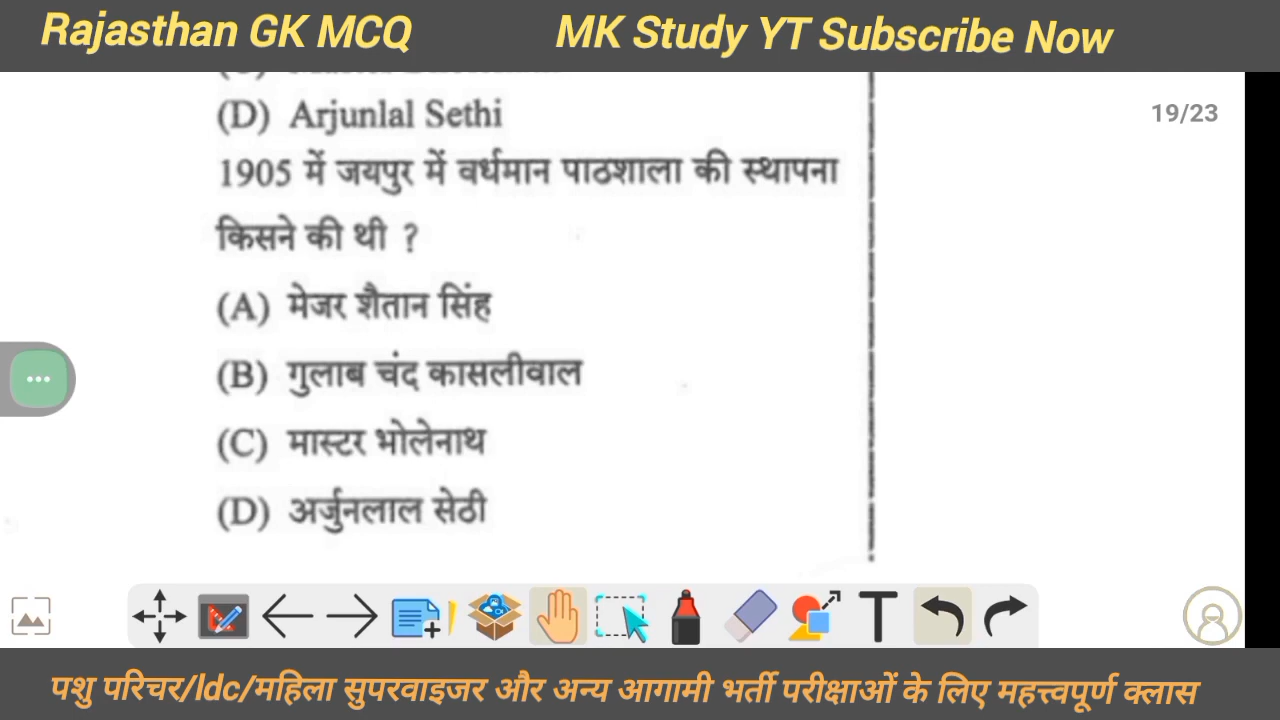 Rajasthan GK MCQ
MK Study YT Subscribe Now
(D) Arjunlal Sethi
19/23
1905 में जयपुर में वर्धमान पाठशाला की स्थापना
किसने की थी ?
(A) मेजर शैतान सिंह
(B) गुलाब चंद कासलीवाल
(C) मास्टर भोलेनाथ
(D) अर्जुनलाल सेठी
T
पशु परिचर/ldc/महिला सुपरवाइजर और अन्य आगामी भर्ती परीक्षाओं के लिए महत्त्वपूर्ण क्लास